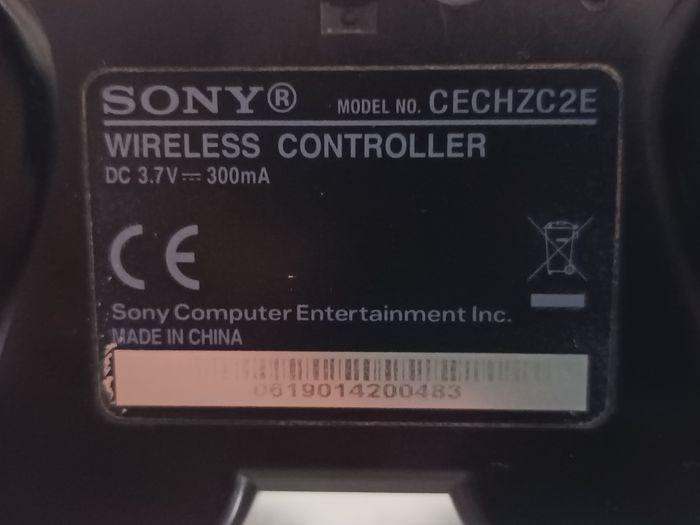 SONY® MODEL NO. CECHZC2E
WIRELESS CONTROLLER
DC 3.7V⎓300mA
CE
Sony Computer Entertainment Inc.
MADE IN CHINA
0619014200483